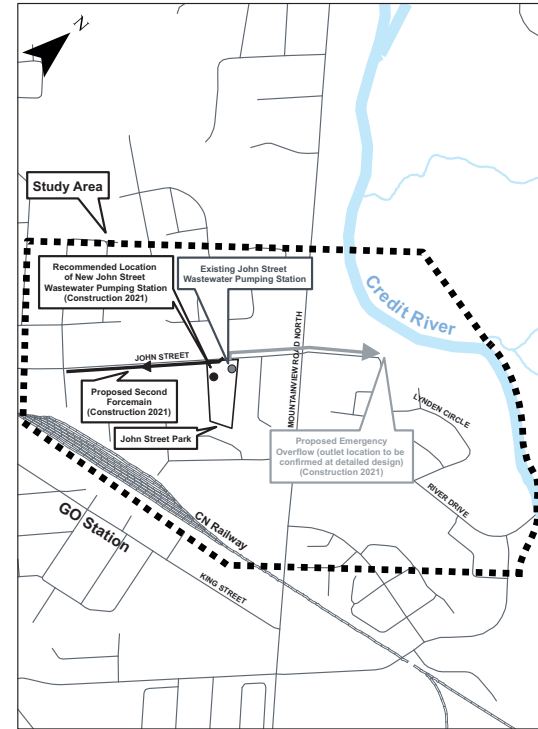 N
Study Area
Recommended Location
of New John Street
Wastewater Pumping Station
(Construction 2021)
Existing John Street
Wastewater Pumping Station
Credit River
JOHN STREET
MOUNTAINVIEW ROAD NORTH
Proposed Second
Forcemain
(Construction 2021)
John Street Park
LYNDEN CIRCLE
Proposed Emergency
Overflow (outlet location to be
confirmed at detailed design)
(Construction 2021)
RIVER DRIVE
GO Station
CN Railway
KING STREET